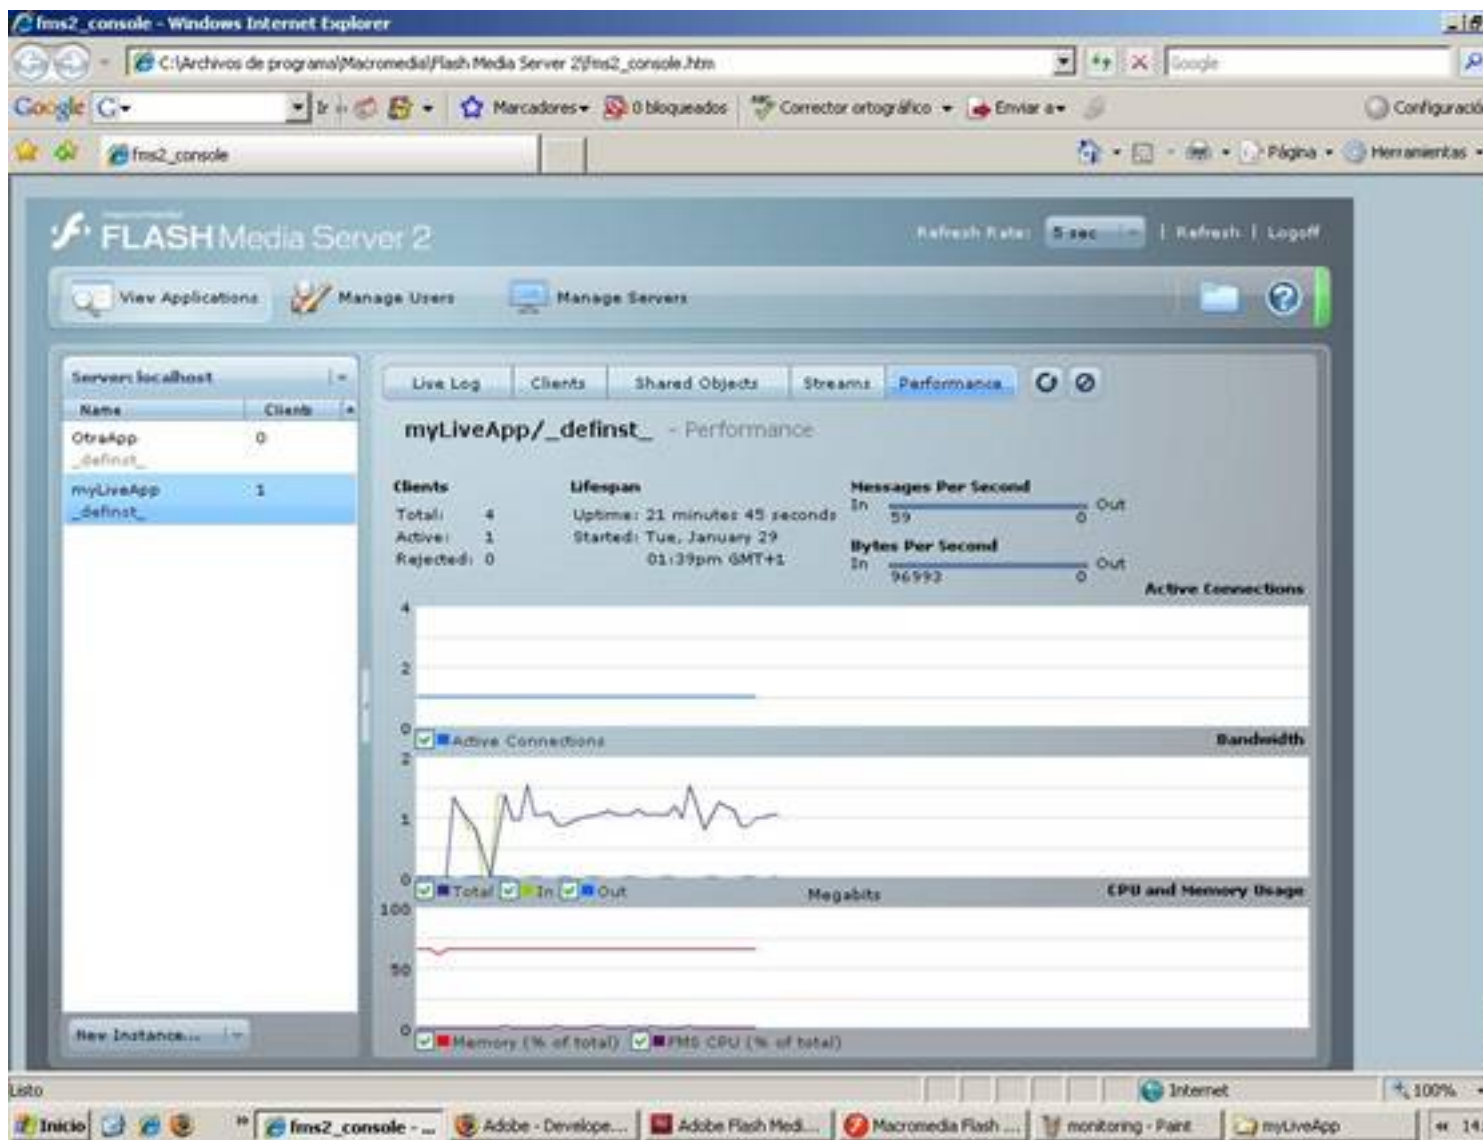 fms2_console - Windows Internet Explorer
C:\Archivos de programa\Macromedia\Flash Media Server 2\fms2_console.htm
Google
Google G
Ir
Marcadores
0 bloqueados
Corrector ortográfico
Enviar a
Configuració
fms2_console
Página
Herramientas
FLASH Media Server 2
Refresh Rate: 5 sec | Refresh | Logoff
View Applications
Manage Users
Manage Servers
Server: localhost
Name Clients
OtraApp 0
_definst_
myLiveApp 1
_definst_
New Instance...
Live Log
Clients
Shared Objects
Streams
Performance
myLiveApp/_definst_ - Performance
Clients
Total: 4
Active: 1
Rejected: 0
Lifespan
Uptime: 21 minutes 45 seconds
Started: Tue, January 29
01:39pm GMT+1
Messages Per Second
In 59 0 Out
Bytes Per Second
In 96993 0 Out
Active Connections
4
2
0
Active Connections
Bandwidth
2
1
0
Total In Out
Megabits
CPU and Memory Usage
100
50
0
Memory (% of total) FMS CPU (% of total)
Listo
Internet
100%
Inicio
fms2_console - ...
Adobe - Develope...
Adobe Flash Medi...
Macromedia Flash ...
monitoring - Paint
myLiveApp